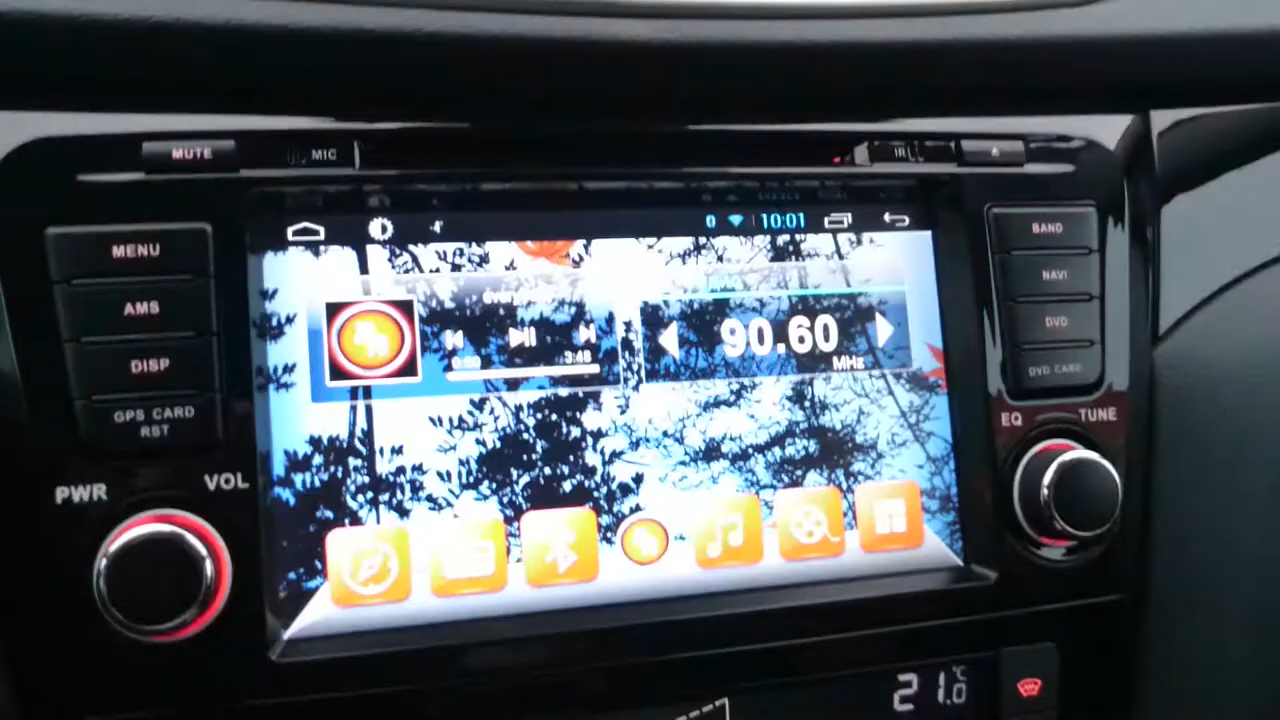 MUTE
MIC
IR
MENU
AMS
DISP
GPS CARD
RST
PWR
VOL
10:01
3:48
90.60
MHz
BAND
NAVI
DVD
DVD CARD
EQ
TUNE
21.0
°C